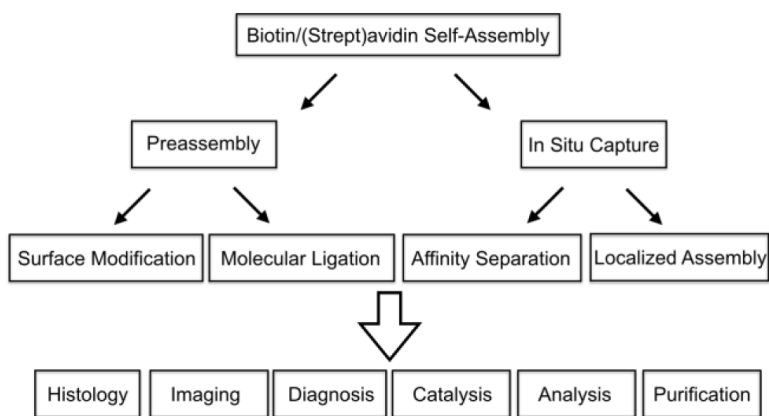 Biotin/(Strept)avidin Self-Assembly
Preassembly
In Situ Capture
Surface Modification
Molecular Ligation
Affinity Separation
Localized Assembly
Histology
Imaging
Diagnosis
Catalysis
Analysis
Purification